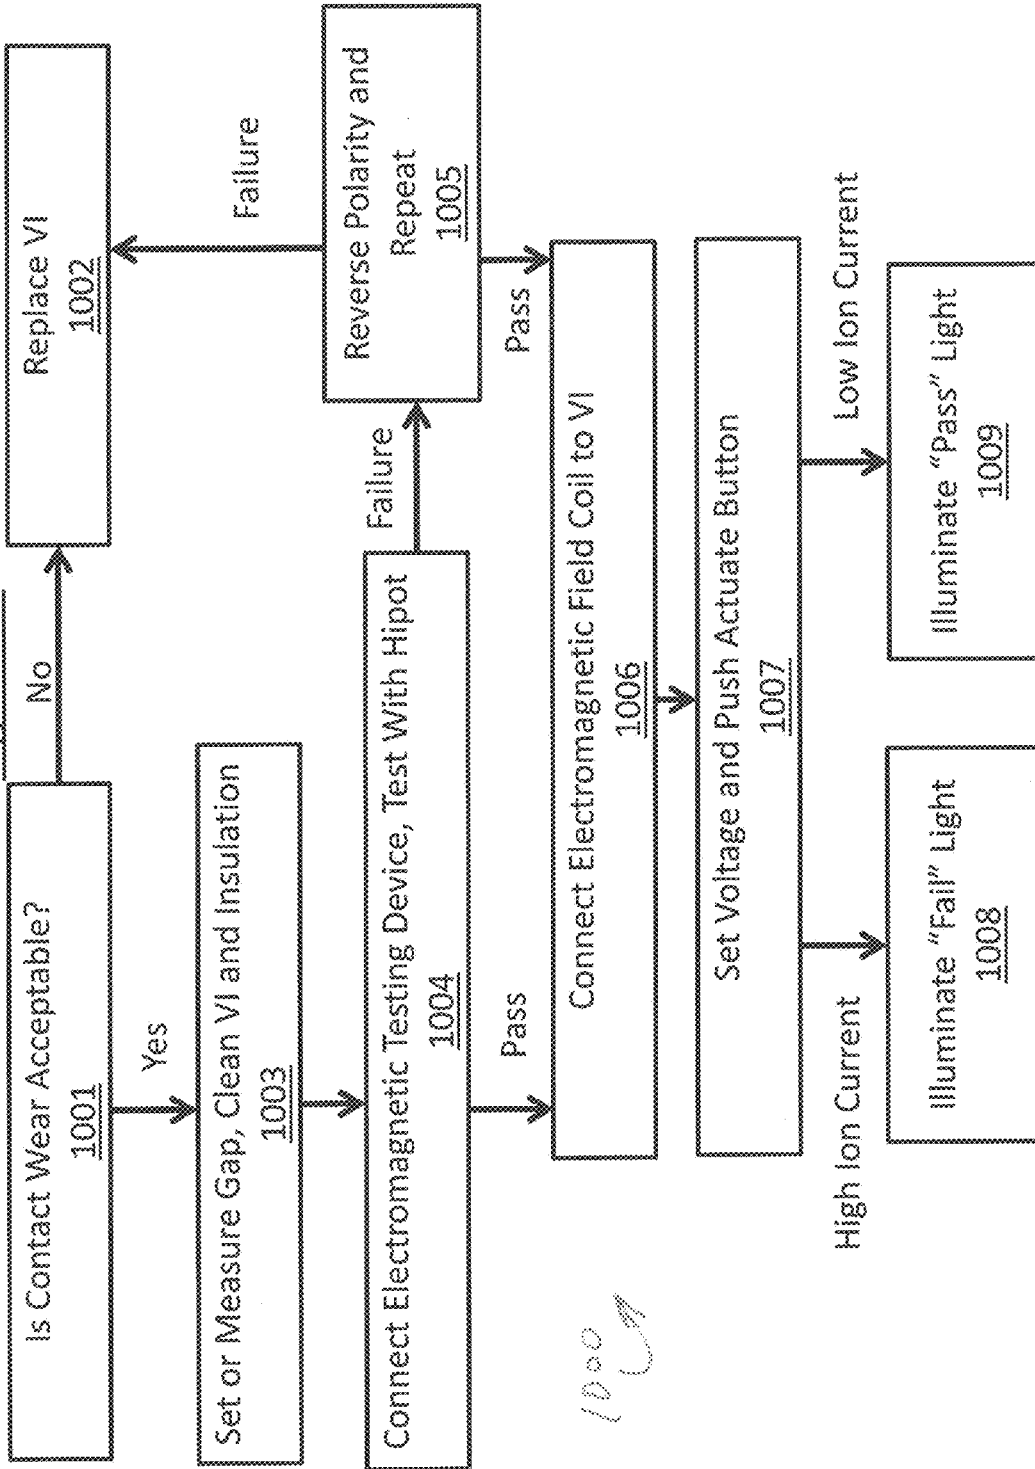 Is Contact Wear Acceptable?
1001
No
Replace VI
1002
Yes
Set or Measure Gap, Clean VI and Insulation
1003
Failure
Connect Electromagnetic Testing Device, Test With Hipot
1004
Failure
Reverse Polarity and
Repeat
1005
Pass
Pass
Connect Electromagnetic Field Coil to VI
1006
Set Voltage and Push Actuate Button
1007
High Ion Current
Low Ion Current
Illuminate "Fail" Light
1008
Illuminate "Pass" Light
1009
1000